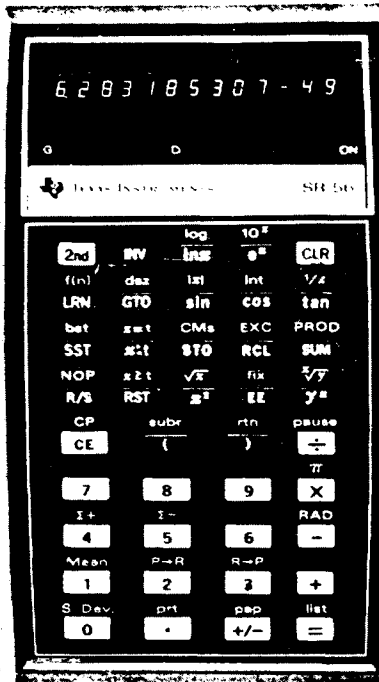 6.283185307-49
G D ON
TEXAS INSTRUMENTS SR-56
log 10ˣ
2nd INV lnx eˣ CLR
f(n) dsz |x| Int 1/x
LRN GTO sin cos tan
bst x=t CMs EXC PROD
SST x⇄t STO RCL SUM
NOP x≥t √x fix ˣ√y
R/S RST x² EE yˣ
CP subr rtn pause
CE ( ) ÷
π
7 8 9 X
Σ+ Σ− RAD
4 5 6 −
Mean P→R R→P
1 2 3 +
S.Dev. prt pap list
0 . +/− =